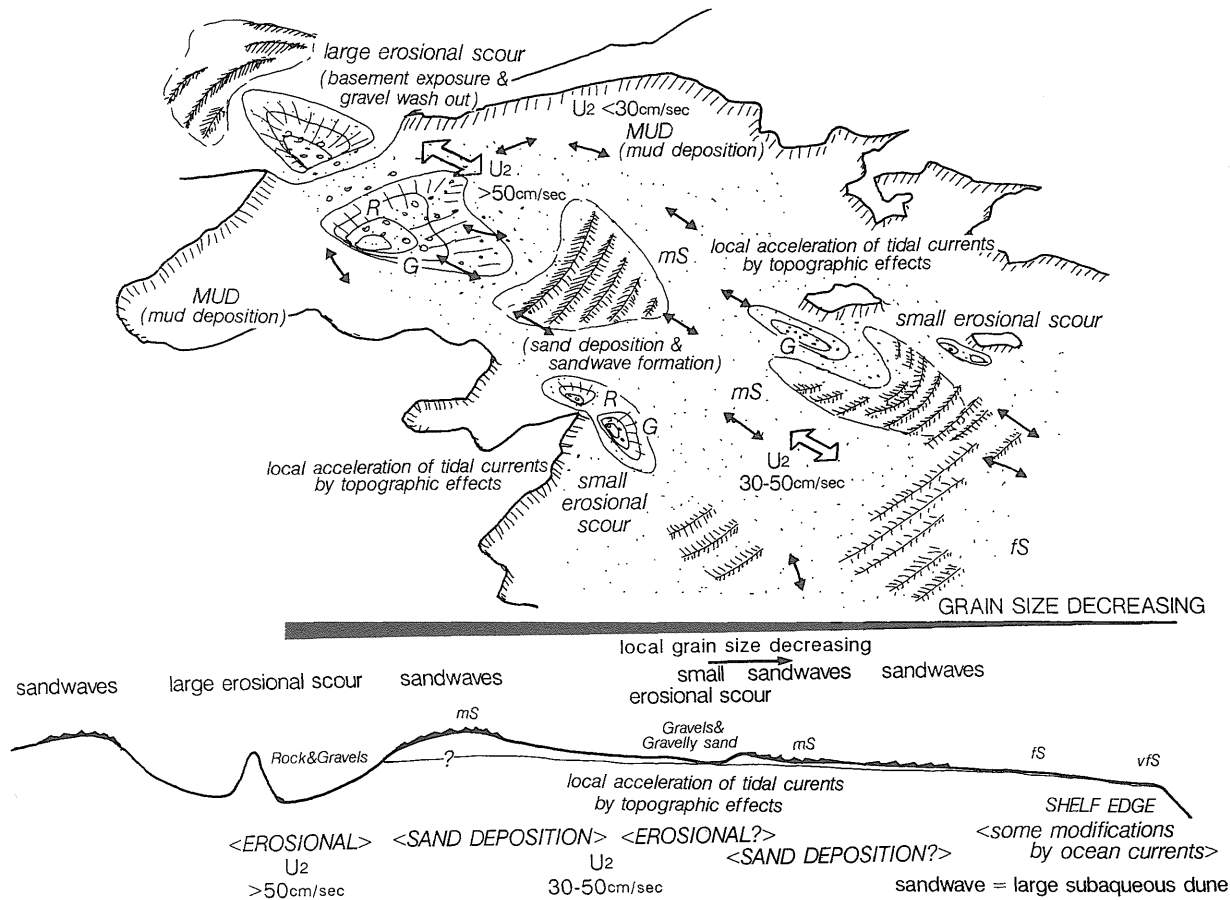 large erosional scour
(basement exposure &
gravel wash out)
U2 <30cm/sec
MUD
(mud deposition)
U2
>50cm/sec
R
G
mS
local acceleration of tidal currents
by topographic effects
MUD
(mud deposition)
small erosional scour
G
(sand deposition &
sandwave formation)
mS
R
G
U2
30-50cm/sec
local acceleration of tidal currents
by topographic effects
small
erosional
scour
fS
GRAIN SIZE DECREASING
local grain size decreasing
sandwaves
large erosional scour
sandwaves
small
erosional scour
sandwaves
sandwaves
mS
Rock&Gravels
?
Gravels&
Gravelly sand
mS
fS
vfS
local acceleration of tidal curents
by topographic effects
SHELF EDGE
<EROSIONAL>
U2
>50cm/sec
<SAND DEPOSITION>
U2
30-50cm/sec
<EROSIONAL?>
<SAND DEPOSITION?>
<some modifications
by ocean currents>
sandwave = large subaqueous dune